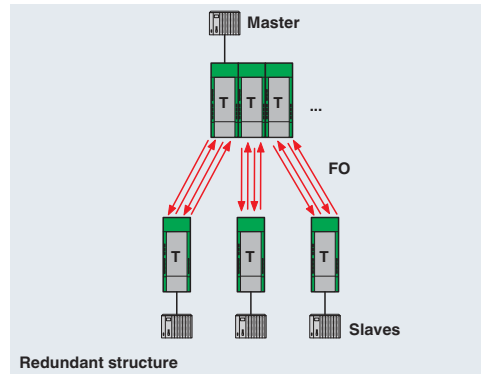 Master
T T T
...
FO
T T T
Slaves
Redundant structure